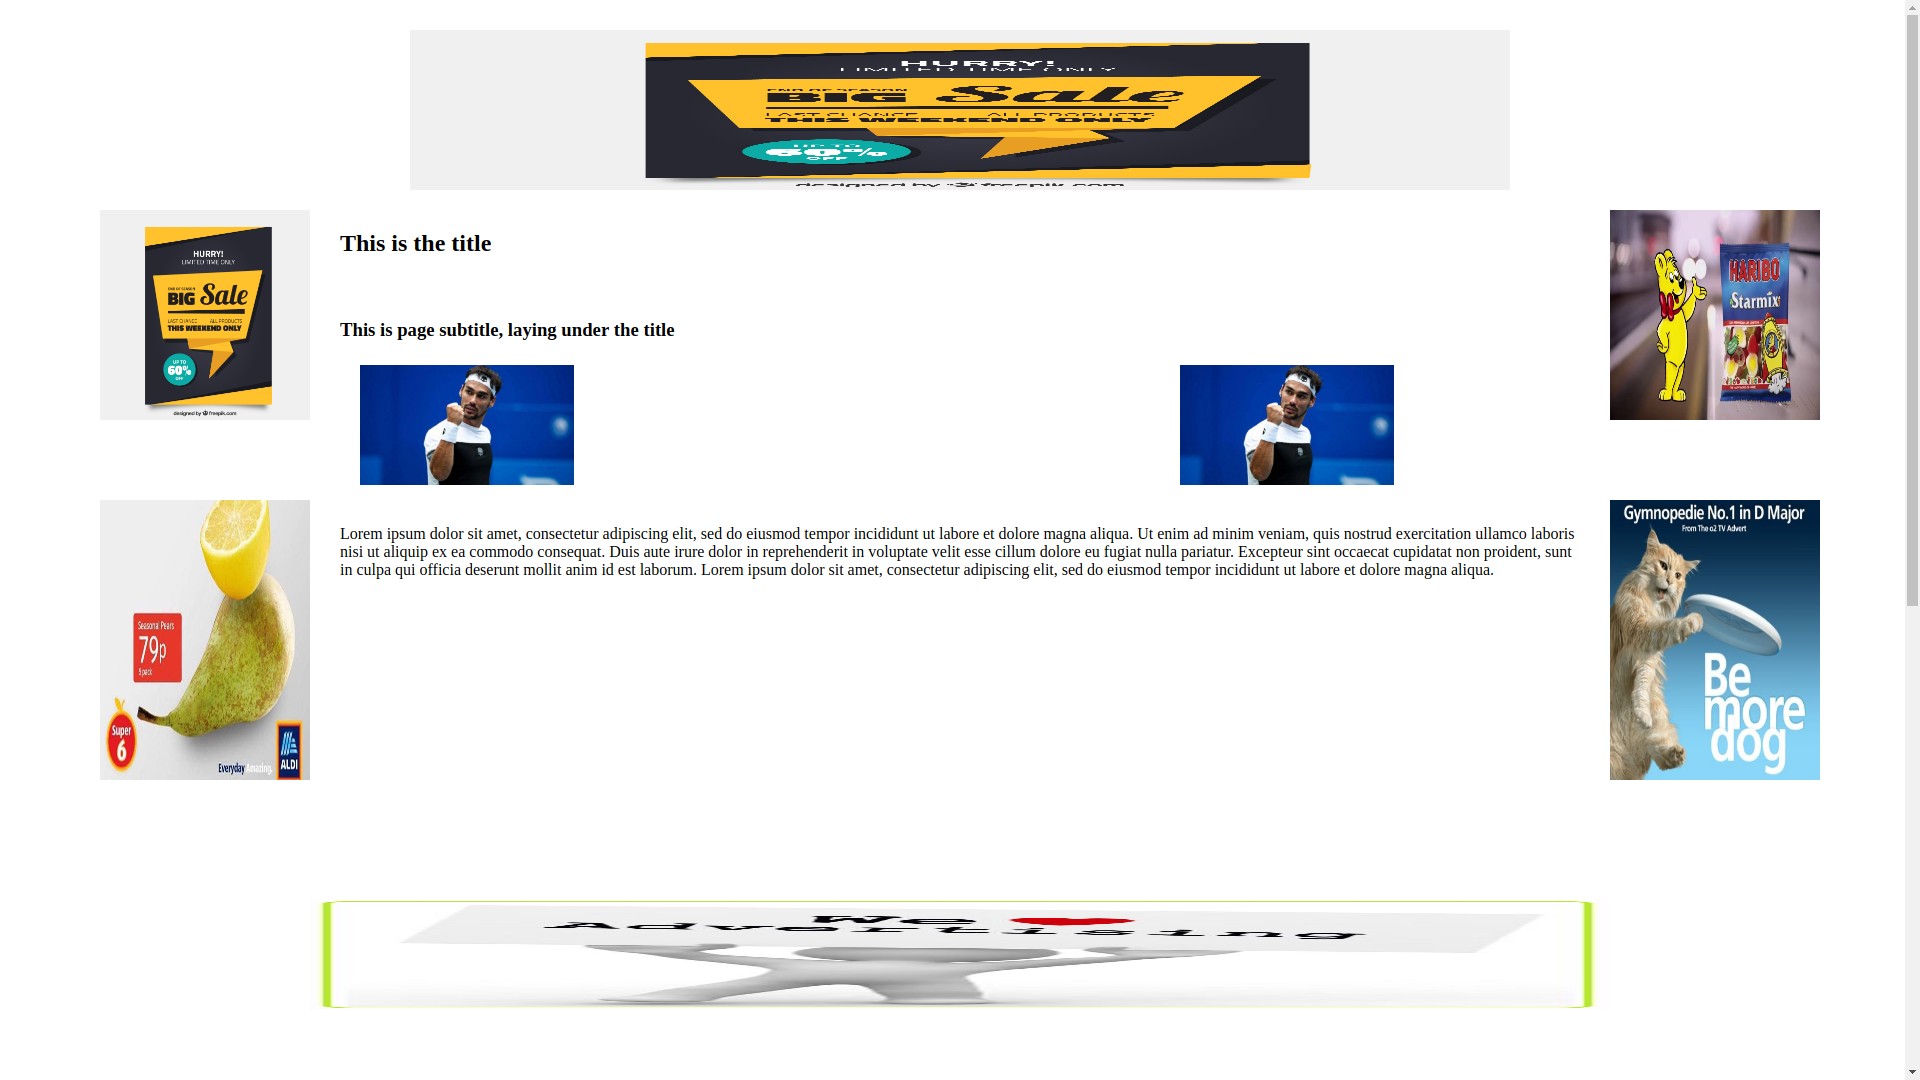 HURRY!
LIMITED TIME ONLY
END OF SEASON
BIG Sale
LAST CHANCE ALL PRODUCTS
THIS WEEKEND ONLY
UP TO
60%
OFF
designed by freepik.com
HURRY!
LIMITED TIME ONLY
END OF SEASON
BIG Sale
LAST CHANCE ALL PRODUCTS
THIS WEEKEND ONLY
UP TO
60%
OFF
designed by freepik.com
This is the title
This is page subtitle, laying under the title
HARIBO
Starmix
Lorem ipsum dolor sit amet, consectetur adipiscing elit, sed do eiusmod tempor incididunt ut labore et dolore magna aliqua. Ut enim ad minim veniam, quis nostrud exercitation ullamco laboris
nisi ut aliquip ex ea commodo consequat. Duis aute irure dolor in reprehenderit in voluptate velit esse cillum dolore eu fugiat nulla pariatur. Excepteur sint occaecat cupidatat non proident, sunt
in culpa qui officia deserunt mollit anim id est laborum. Lorem ipsum dolor sit amet, consectetur adipiscing elit, sed do eiusmod tempor incididunt ut labore et dolore magna aliqua.
Seasonal Pears
79p
5 pack
Super
6
Everyday Amazing.
ALDI
Gymnopedie No.1 in D Major
From The o2 TV Advert
Be
more
dog
We
Advertising